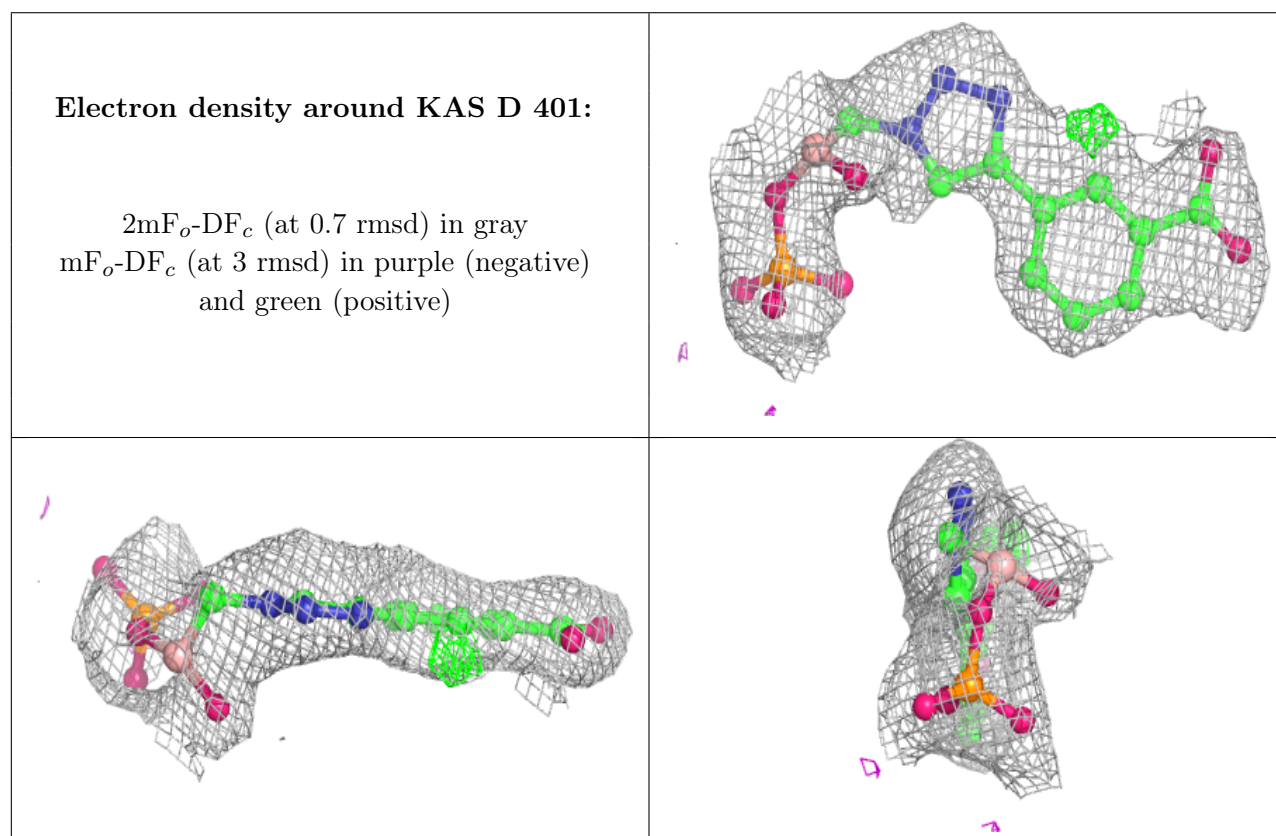 Electron density around KAS D 401:
2mFₒ-DF𝒸 (at 0.7 rmsd) in gray
mFₒ-DF𝒸 (at 3 rmsd) in purple (negative)
and green (positive)